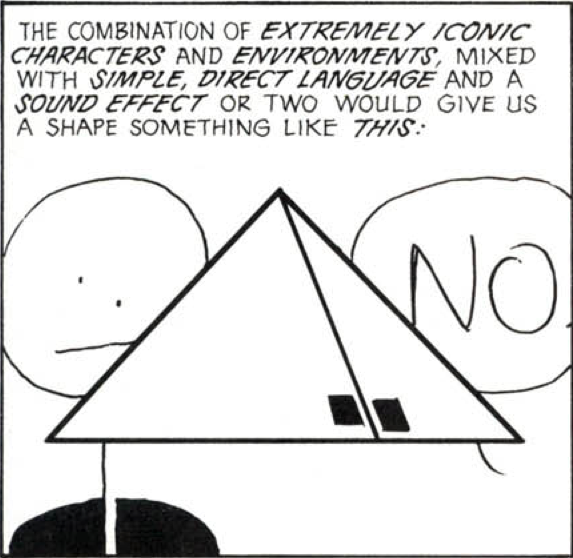 THE COMBINATION OF EXTREMELY ICONIC
CHARACTERS AND ENVIRONMENTS, MIXED
WITH SIMPLE, DIRECT LANGUAGE AND A
SOUND EFFECT OR TWO WOULD GIVE US
A SHAPE SOMETHING LIKE THIS:
NO